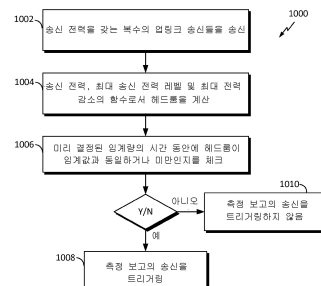 1000
1002
송신 전력을 갖는 복수의 업링크 송신들을 송신
1004
송신 전력, 최대 송신 전력 레벨 및 최대 전력
감소의 함수로서 헤드룸을 계산
1006
미리 결정된 임계량의 시간 동안에 헤드룸이
임계값과 동일하거나 미만인지를 체크
Y/N
아니오
예
1010
측정 보고의 송신을
트리거링하지 않음
1008
측정 보고의 송신을
트리거링